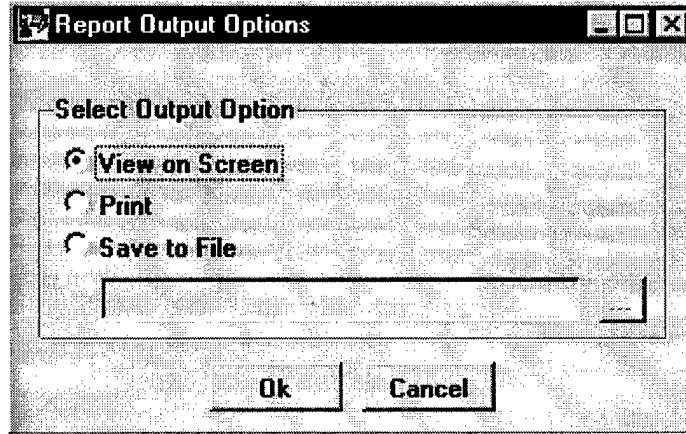 Report Output Options
Select Output Option
View on Screen
Print
Save to File
...
Ok
Cancel